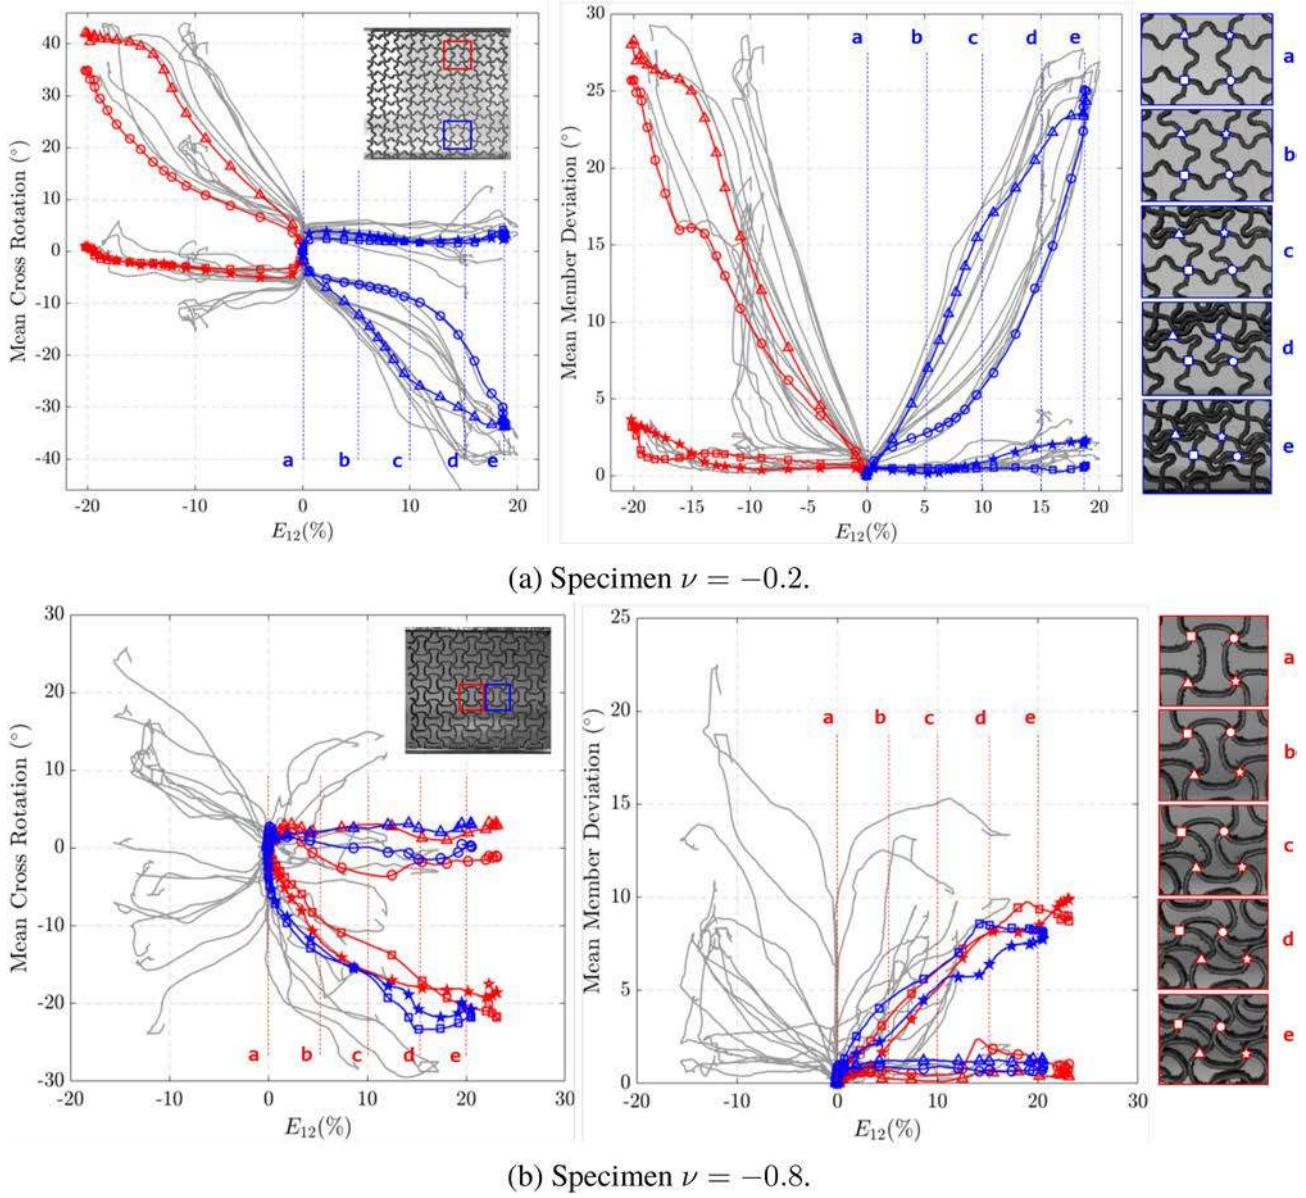 a
40
30
20
10
0
-10
-20
-30
-40
Mean Cross Rotation (°)
a b c d e
-20 -10 0 10 20
E12(%)
30
25
20
15
10
5
0
Mean Member Deviation (°)
a b c d e
-20 -15 -10 -5 0 5 10 15 20
E12(%)
a
b
c
d
e
(a) Specimen ν = −0.2.
30
20
10
0
-10
-20
-30
Mean Cross Rotation (°)
a b c d e
-20 -10 0 10 20 30
E12(%)
25
20
15
10
5
0
Mean Member Deviation (°)
a b c d e
-20 -10 0 10 20 30
E12(%)
a
b
c
d
e
(b) Specimen ν = −0.8.